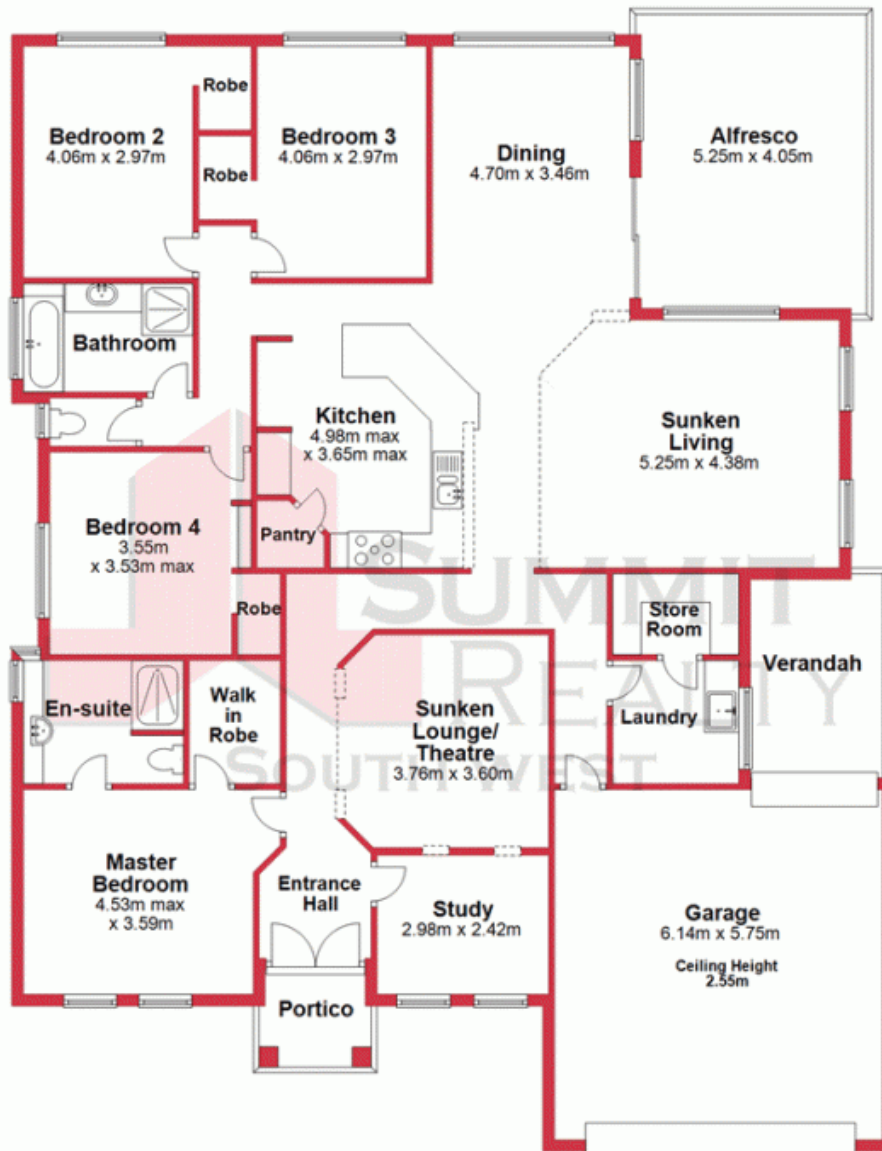 Robe
Bedroom 2
4.06m x 2.97m
Bedroom 3
4.06m x 2.97m
Dining
4.70m x 3.46m
Alfresco
5.25m x 4.05m
Robe
Bathroom
Kitchen
4.98m max
x 3.65m max
Sunken
Living
5.25m x 4.38m
Bedroom 4
3.55m
x 3.53m max
Pantry
Robe
Store
Room
Verandah
En-suite
Walk
in
Robe
Sunken
Lounge/
Theatre
3.76m x 3.60m
Laundry
Master
Bedroom
4.53m max
x 3.59m
Entrance
Hall
Study
2.98m x 2.42m
Garage
6.14m x 5.75m
Ceiling Height
2.55m
Portico
SUMMIT
REALTY
SOUTH WEST